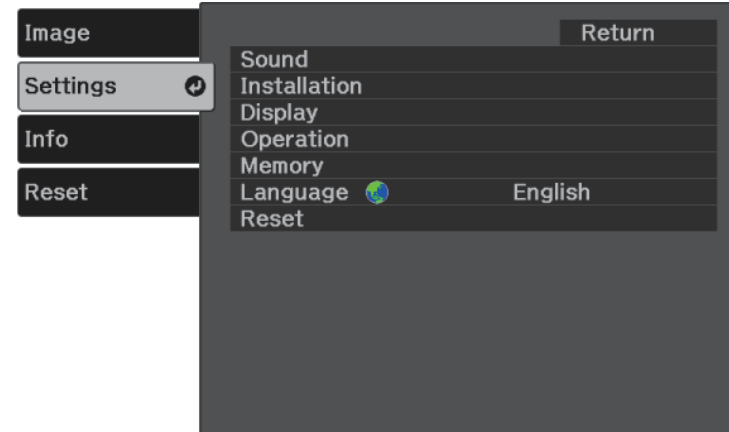 Image
Settings
Info
Reset
Return
Sound
Installation
Display
Operation
Memory
Language English
Reset